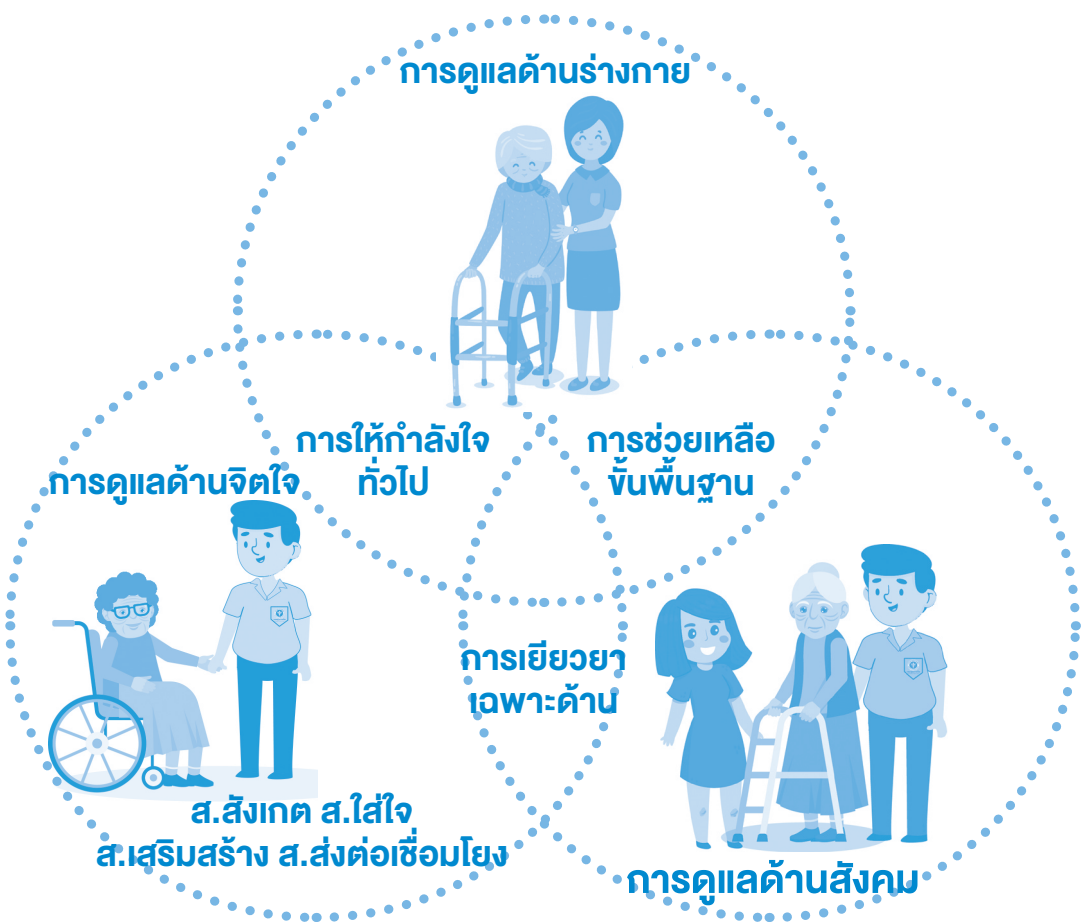 การดูแลด้านร่างกาย
การให้กำลังใจ
ทั่วไป
การช่วยเหลือ
ขั้นพื้นฐาน
การดูแลด้านจิตใจ
การเยียวยา
เฉพาะด้าน
ส.สังเกต ส.ใส่ใจ
ส.เสริมสร้าง ส.ส่งต่อเชื่อมโยง
การดูแลด้านสังคม